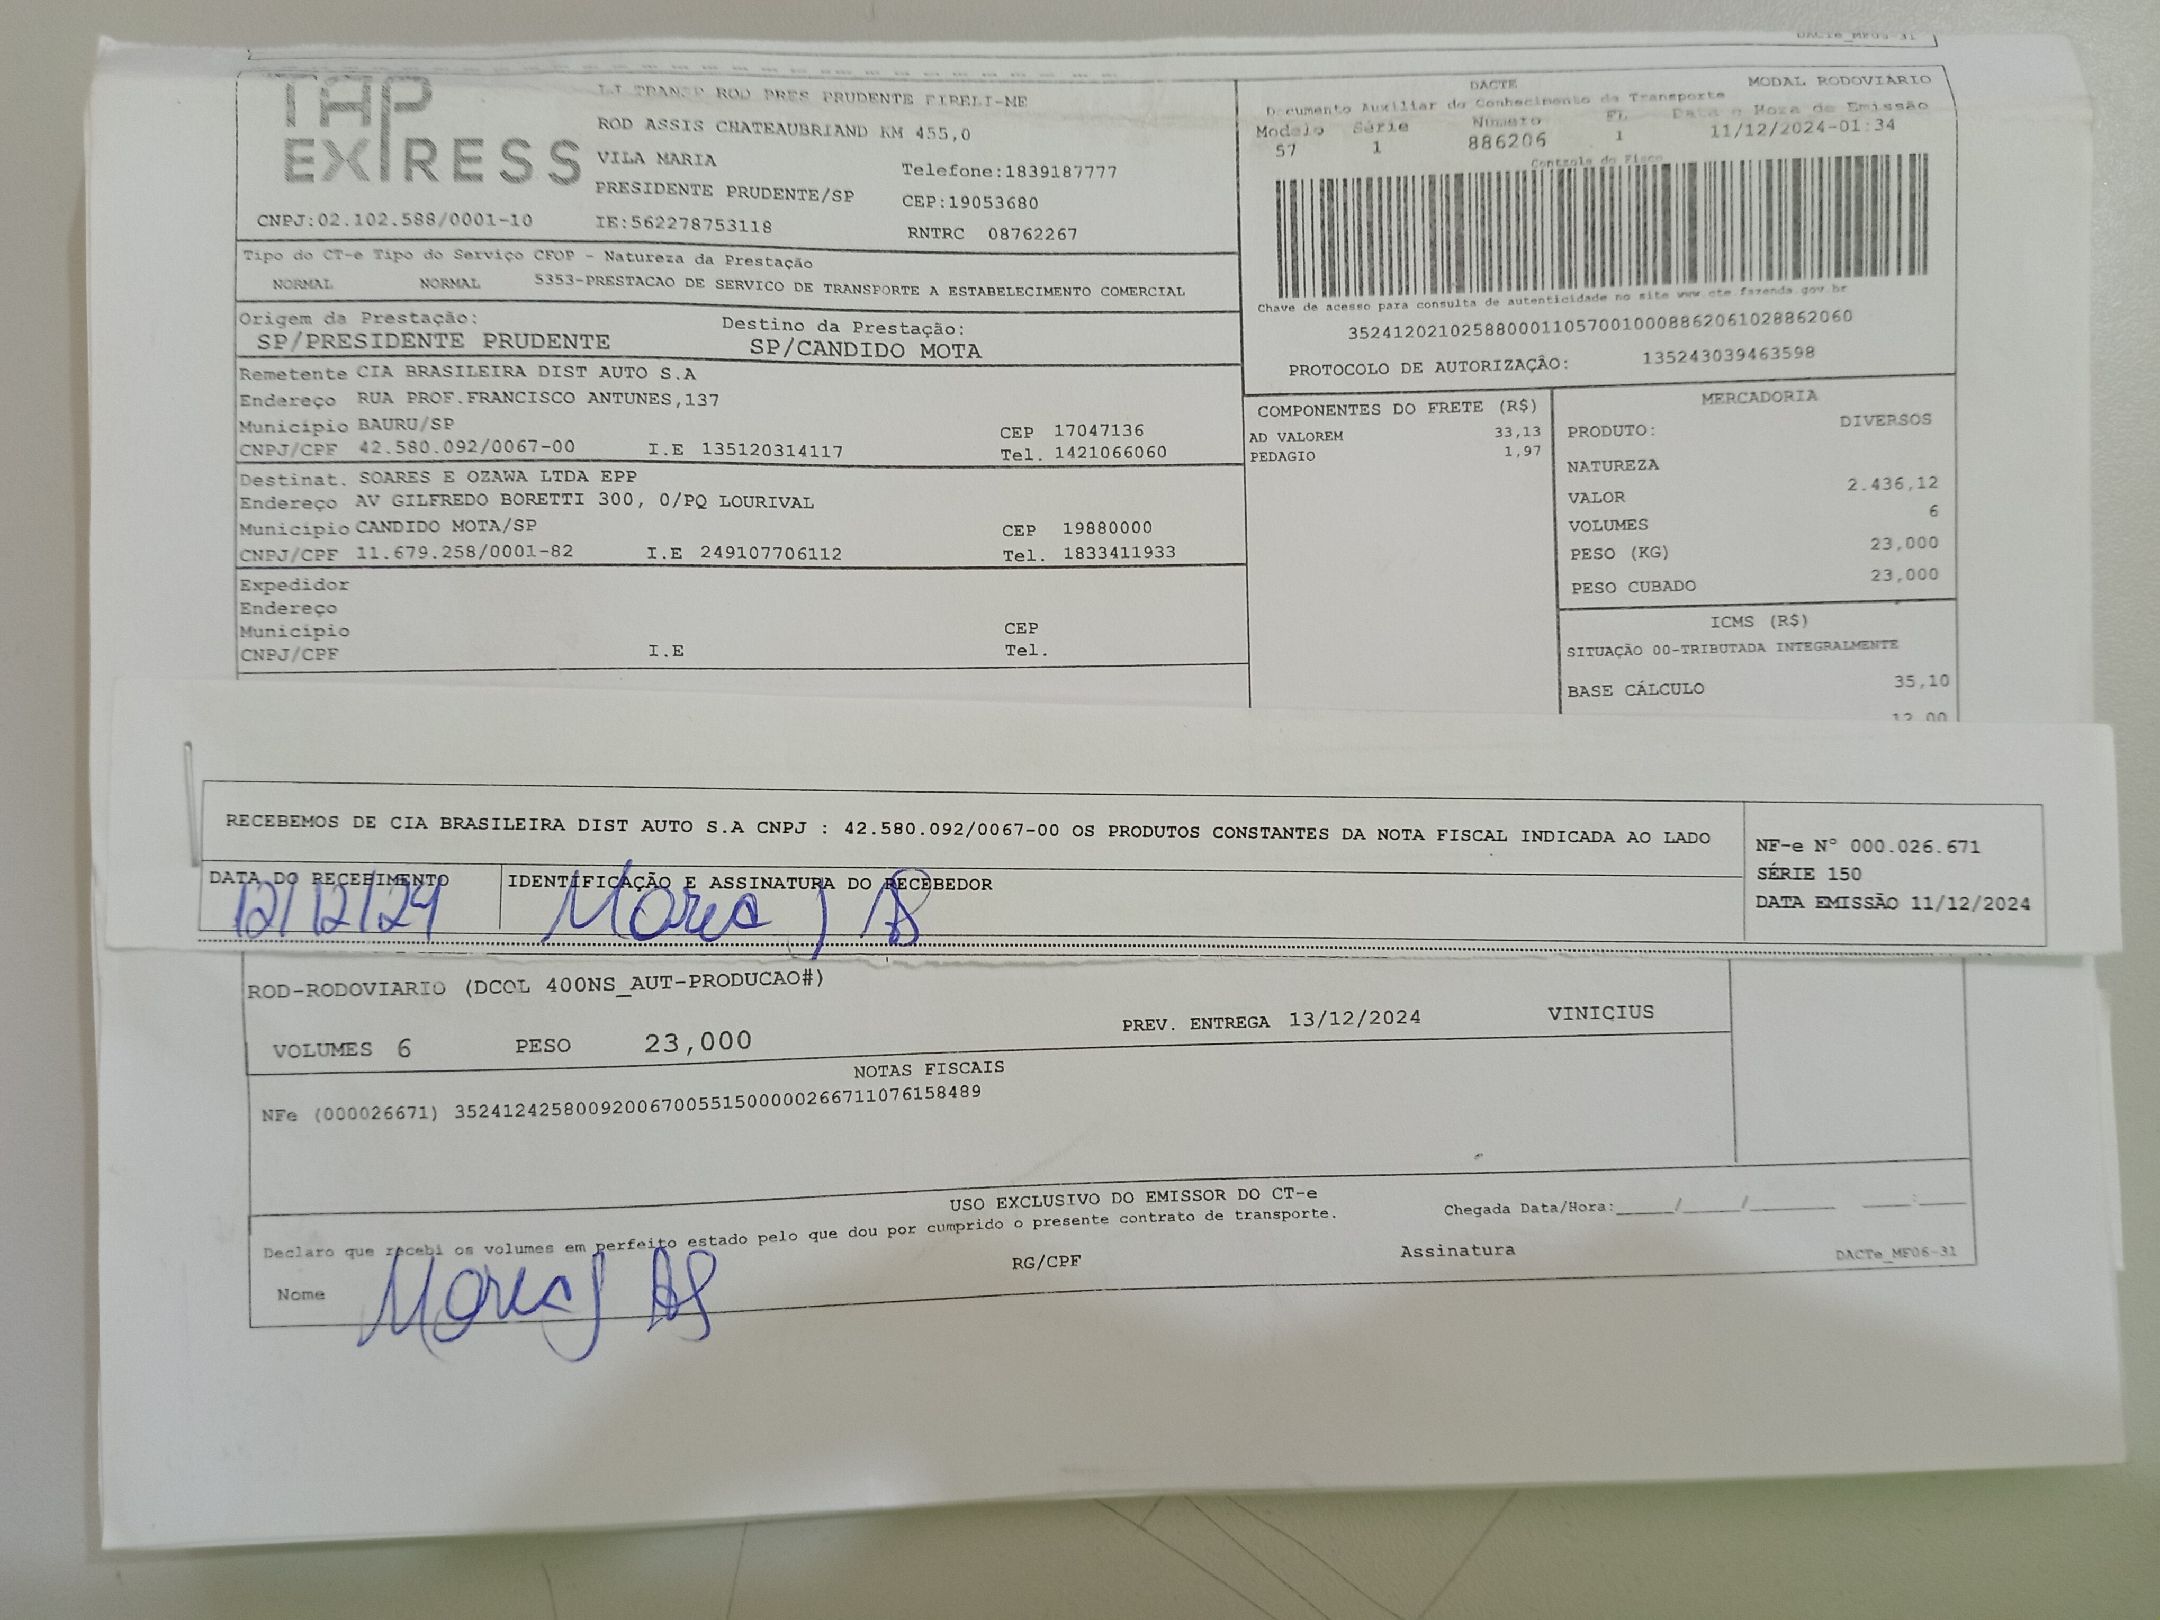 DACTe_MF06-31
TAP
EXPRESS
LJ TRANSP ROD PRES PRUDENTE EIRELI-ME
ROD ASSIS CHATEAUBRIAND KM 455,0
VILA MARIA
Telefone:1839187777
PRESIDENTE PRUDENTE/SP
CEP:19053680
CNPJ:02.102.588/0001-10
IE:562278753118
RNTRC 08762267
DACTE
MODAL RODOVIÁRIO
Documento Auxiliar do Conhecimento de Transporte
Modelo Série Número FL Data e Hora de Emissão
57 1 886206 1 11/12/2024-01:34
Controle do Fisco
Chave de acesso para consulta de autenticidade no site www.cte.fazenda.gov.br
35241202102588000110570010008862061028862060
PROTOCOLO DE AUTORIZAÇÃO: 135243039463598
Tipo do CT-e Tipo do Serviço CFOP - Natureza da Prestação
NORMAL NORMAL 5353-PRESTACAO DE SERVICO DE TRANSPORTE A ESTABELECIMENTO COMERCIAL
Origem da Prestação: Destino da Prestação:
SP/PRESIDENTE PRUDENTE SP/CANDIDO MOTA
Remetente CIA BRASILEIRA DIST AUTO S.A
Endereço RUA PROF.FRANCISCO ANTUNES,137
Município BAURU/SP CEP 17047136
CNPJ/CPF 42.580.092/0067-00 I.E 135120314117 Tel. 1421066060
Destinat. SOARES E OZAWA LTDA EPP
Endereço AV GILFREDO BORETTI 300, 0/PQ LOURIVAL
Município CANDIDO MOTA/SP CEP 19880000
CNPJ/CPF 11.679.258/0001-82 I.E 249107706112 Tel. 1833411933
Expedidor
Endereço
Município CEP
CNPJ/CPF I.E Tel.
COMPONENTES DO FRETE (R$)
AD VALOREM 33,13
PEDAGIO 1,97
MERCADORIA
PRODUTO: DIVERSOS
NATUREZA
VALOR 2.436,12
VOLUMES 6
PESO (KG) 23,000
PESO CUBADO 23,000
ICMS (R$)
SITUAÇÃO 00-TRIBUTADA INTEGRALMENTE
BASE CÁLCULO 35,10
12,00
RECEBEMOS DE CIA BRASILEIRA DIST AUTO S.A CNPJ : 42.580.092/0067-00 OS PRODUTOS CONSTANTES DA NOTA FISCAL INDICADA AO LADO
DATA DO RECEBIMENTO IDENTIFICAÇÃO E ASSINATURA DO RECEBEDOR
12/12/24
NF-e N° 000.026.671
SÉRIE 150
DATA EMISSÃO 11/12/2024
ROD-RODOVIARIO (DCOL 400NS_AUT-PRODUCAO#)
VOLUMES 6 PESO 23,000 PREV. ENTREGA 13/12/2024 VINICIUS
NOTAS FISCAIS
NFe (000026671) 35241242580092006700551500000266711076158489
USO EXCLUSIVO DO EMISSOR DO CT-e
Declaro que recebi os volumes em perfeito estado pelo que dou por cumprido o presente contrato de transporte.
Chegada Data/Hora:_____/_____/________ ____:____
Nome RG/CPF Assinatura
DACTe_MF06-31